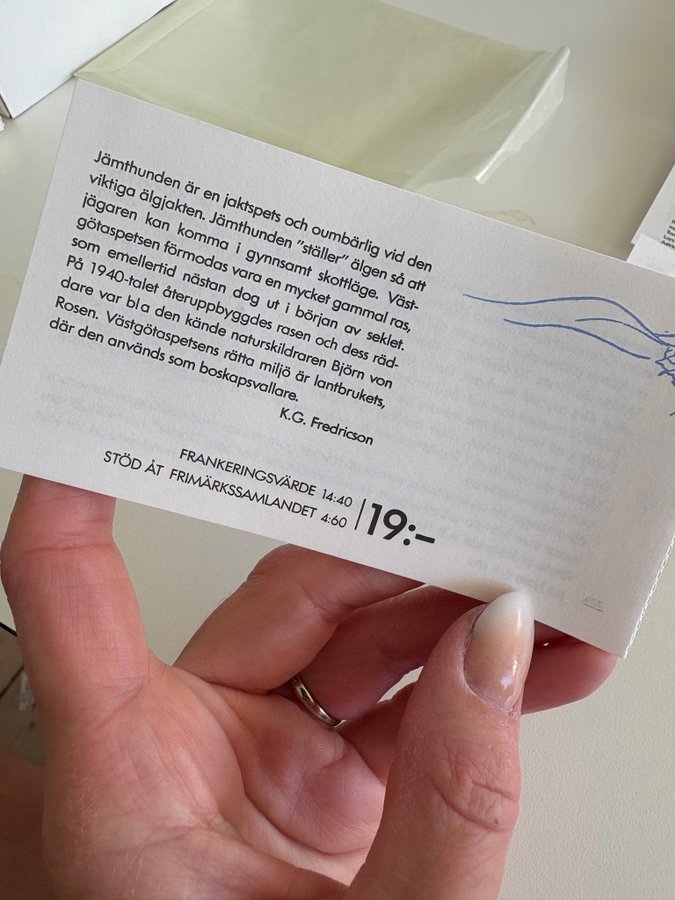 Jämthunden är en jaktspets och oumbärlig vid den
viktiga älgjakten. Jämthunden "ställer" älgen så att
jägaren kan komma i gynnsamt skottläge. Väst-
götaspetsen förmodas vara en mycket gammal ras,
som emellertid nästan dog ut i början av seklet.
På 1940-talet återuppbyggdes rasen och dess räd-
dare var bl a den kände naturskildraren Björn von
Rosen. Västgötaspetsens rätta miljö är lantbrukets,
där den används som boskapsvallare.
K.G. Fredricson
FRANKERINGSVÄRDE 14:40
STÖD ÅT FRIMÄRKSSAMLANDET 4:60
19:–